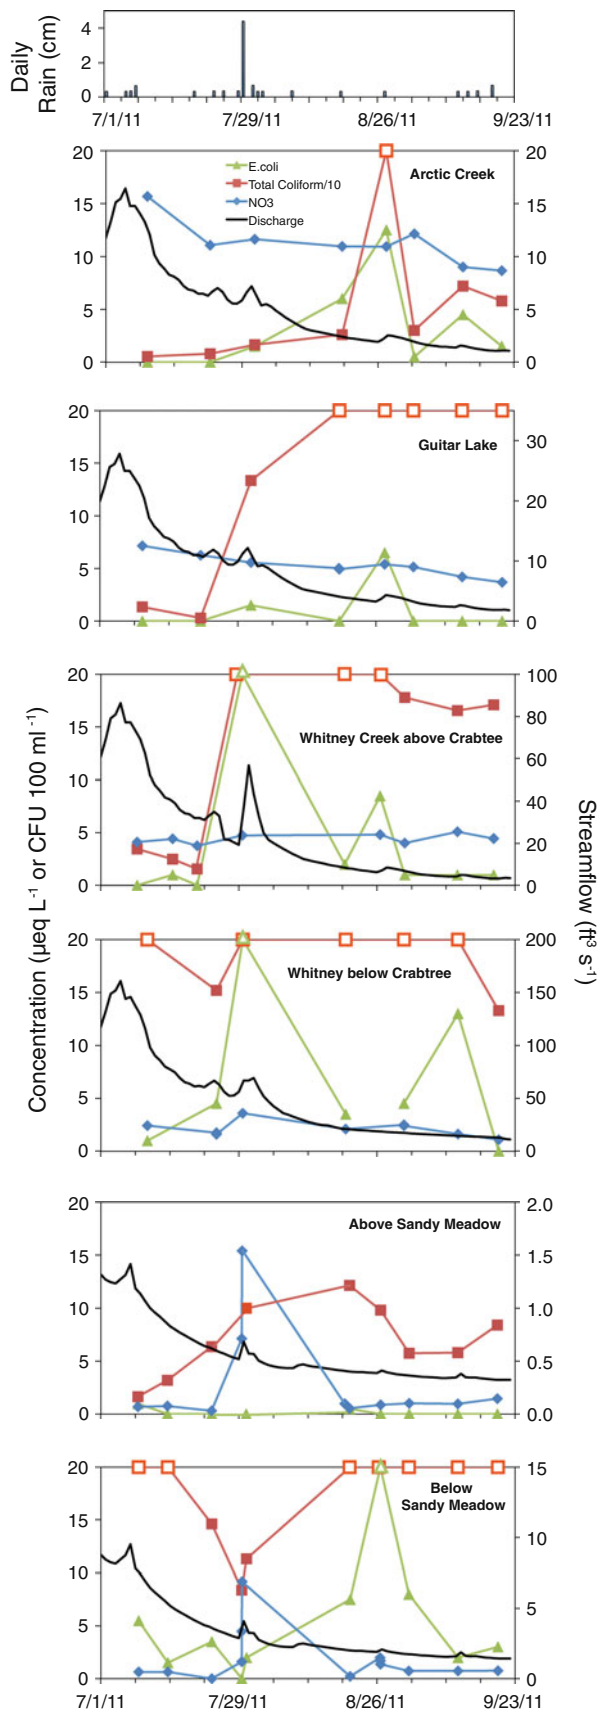 Daily
Rain (cm)
4
2
0
7/1/11 7/29/11 8/26/11 9/23/11
20 20
E.coli
Total Coliform/10
NO3
Discharge
Arctic Creek
15 15
10 10
5 5
0 0
20
Guitar Lake
30
15
20
10
10
5
0 0
20 100
Whitney Creek above Crabtee
15 80
60
10
40
5
20
0 0
20 200
Whitney below Crabtree
15 150
10 100
5 50
0 0
20 2.0
Above Sandy Meadow
15 1.5
10 1.0
5 0.5
0 0.0
20 15
Below
Sandy Meadow
15
10
10
5
5
0 0
7/1/11 7/29/11 8/26/11 9/23/11
Concentration (µeq L-1 or CFU 100 ml -1)
Streamflow (ft3 s-1)